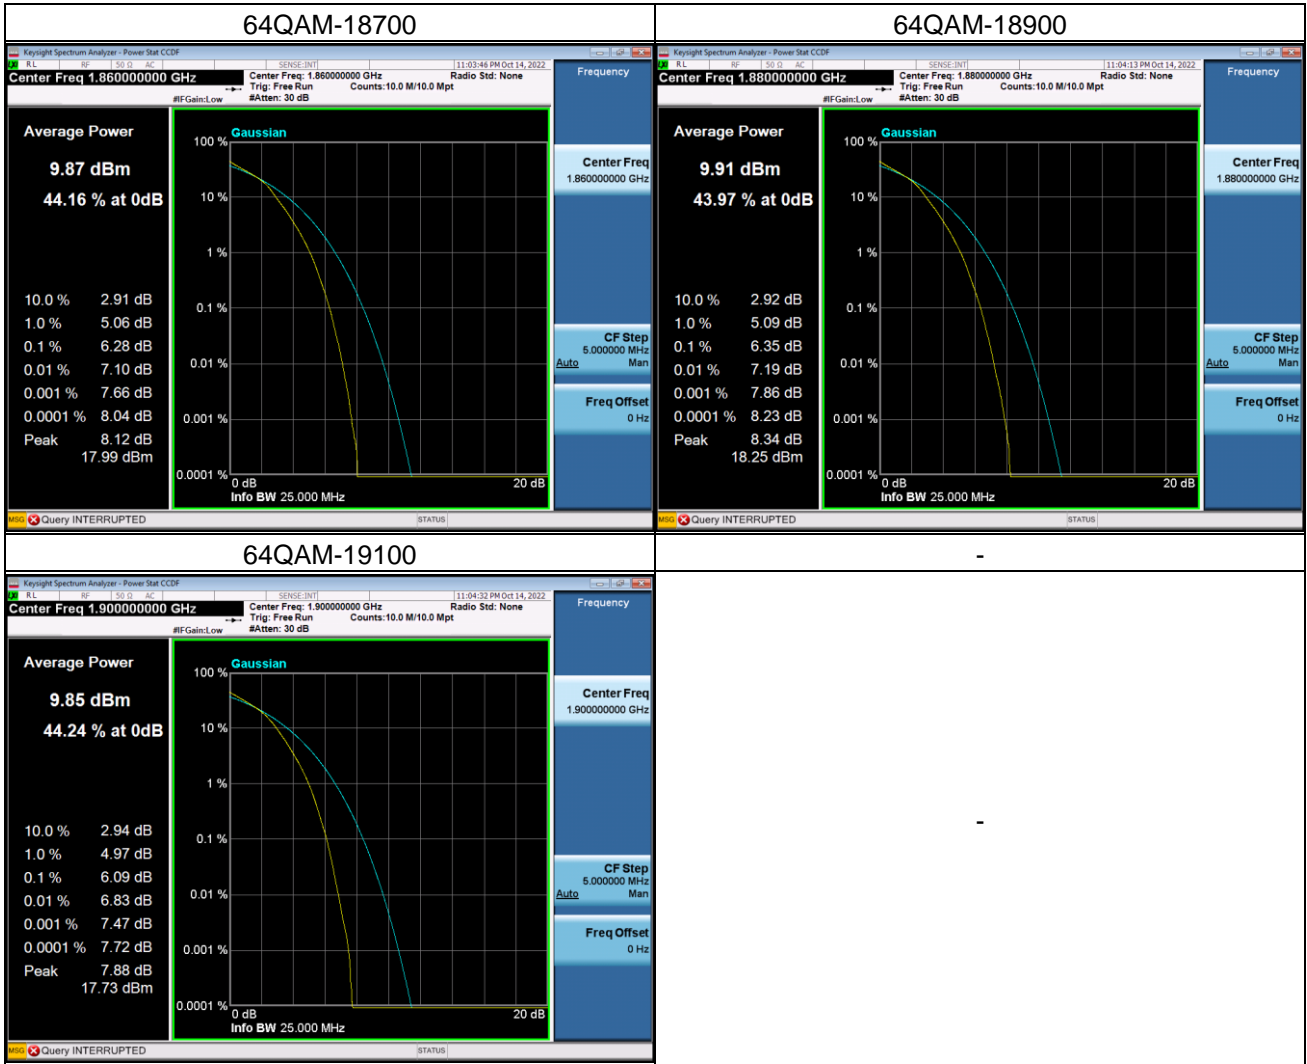 64QAM-18700
Keysight Spectrum Analyzer - Power Stat CCDF
RL RF 50 Ω AC SENSE:INT 11:03:46 PM Oct 14, 2022
Center Freq 1.860000000 GHz
Center Freq: 1.860000000 GHz Radio Std: None
Trig: Free Run Counts:10.0 M/10.0 Mpt
#IFGain:Low #Atten: 30 dB
Frequency
Average Power
9.87 dBm
44.16 % at 0dB
10.0 % 2.91 dB
1.0 % 5.06 dB
0.1 % 6.28 dB
0.01 % 7.10 dB
0.001 % 7.66 dB
0.0001 % 8.04 dB
Peak 8.12 dB
17.99 dBm
Gaussian
100 %
10 %
1 %
0.1 %
0.01 %
0.001 %
0.0001 %
0 dB 20 dB
Info BW 25.000 MHz
Center Freq
1.860000000 GHz
CF Step
5.000000 MHz
Auto Man
Freq Offset
0 Hz
MSG Query INTERRUPTED STATUS
64QAM-18900
Keysight Spectrum Analyzer - Power Stat CCDF
RL RF 50 Ω AC SENSE:INT 11:04:13 PM Oct 14, 2022
Center Freq 1.880000000 GHz
Center Freq: 1.880000000 GHz Radio Std: None
Trig: Free Run Counts:10.0 M/10.0 Mpt
#IFGain:Low #Atten: 30 dB
Frequency
Average Power
9.91 dBm
43.97 % at 0dB
10.0 % 2.92 dB
1.0 % 5.09 dB
0.1 % 6.35 dB
0.01 % 7.19 dB
0.001 % 7.86 dB
0.0001 % 8.23 dB
Peak 8.34 dB
18.25 dBm
Gaussian
100 %
10 %
1 %
0.1 %
0.01 %
0.001 %
0.0001 %
0 dB 20 dB
Info BW 25.000 MHz
Center Freq
1.880000000 GHz
CF Step
5.000000 MHz
Auto Man
Freq Offset
0 Hz
MSG Query INTERRUPTED STATUS
64QAM-19100
Keysight Spectrum Analyzer - Power Stat CCDF
RL RF 50 Ω AC SENSE:INT 11:04:32 PM Oct 14, 2022
Center Freq 1.900000000 GHz
Center Freq: 1.900000000 GHz Radio Std: None
Trig: Free Run Counts:10.0 M/10.0 Mpt
#IFGain:Low #Atten: 30 dB
Frequency
Average Power
9.85 dBm
44.24 % at 0dB
10.0 % 2.94 dB
1.0 % 4.97 dB
0.1 % 6.09 dB
0.01 % 6.83 dB
0.001 % 7.47 dB
0.0001 % 7.72 dB
Peak 7.88 dB
17.73 dBm
Gaussian
100 %
10 %
1 %
0.1 %
0.01 %
0.001 %
0.0001 %
0 dB 20 dB
Info BW 25.000 MHz
Center Freq
1.900000000 GHz
CF Step
5.000000 MHz
Auto Man
Freq Offset
0 Hz
MSG Query INTERRUPTED STATUS
-
-